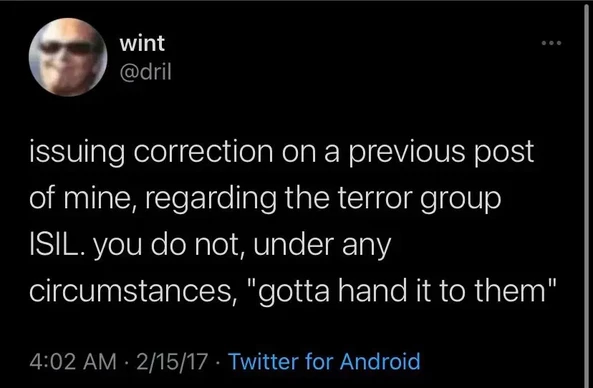 wint
@dril
issuing correction on a previous post
of mine, regarding the terror group
ISIL. you do not, under any
circumstances, "gotta hand it to them"
4:02 AM · 2/15/17 · Twitter for Android